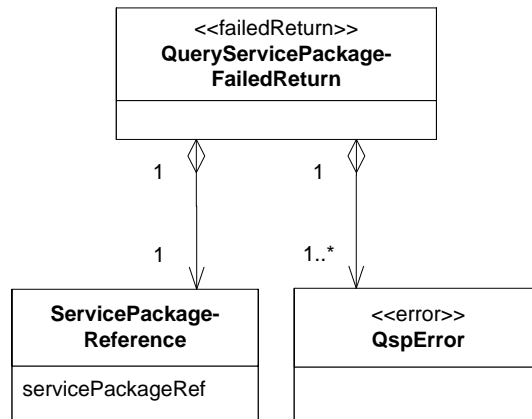 <<failedReturn>>
QueryServicePackage-
FailedReturn
1
1
1
1..*
ServicePackage-
Reference
servicePackageRef
<<error>>
QspError